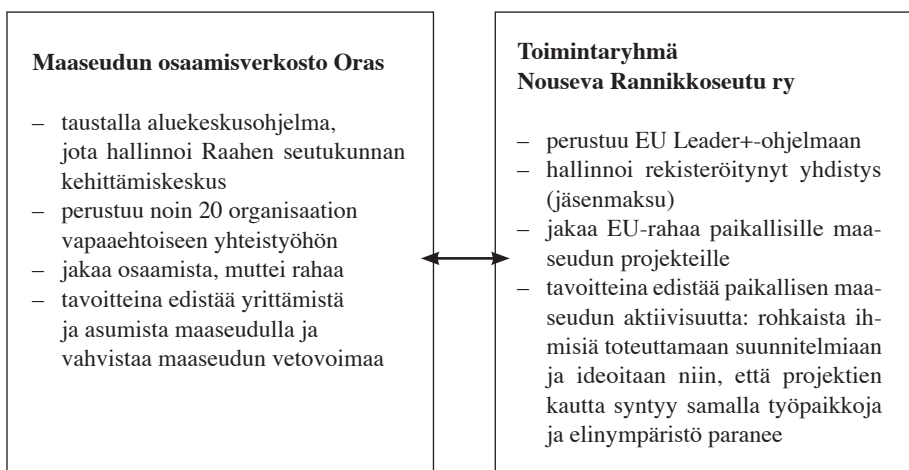 Maaseudun osaamisverkosto Oras
– taustalla aluekeskusohjelma,
jota hallinnoi Raahen seutukunnan
kehittämiskeskus
– perustuu noin 20 organisaation
vapaaehtoiseen yhteistyöhön
– jakaa osaamista, muttei rahaa
– tavoitteina edistää yrittämistä
ja asumista maaseudulla ja
vahvistaa maaseudun vetovoimaa
Toimintaryhmä
Nouseva Rannikkoseutu ry
– perustuu EU Leader+-ohjelmaan
– hallinnoi rekisteröitynyt yhdistys
(jäsenmaksu)
– jakaa EU-rahaa paikallisille maa-
seudun projekteille
– tavoitteina edistää paikallisen maa-
seudun aktiivisuutta: rohkaista ih-
misiä toteuttamaan suunnitelmiaan
ja ideoitaan niin, että projektien
kautta syntyy samalla työpaikkoja
ja elinympäristö paranee